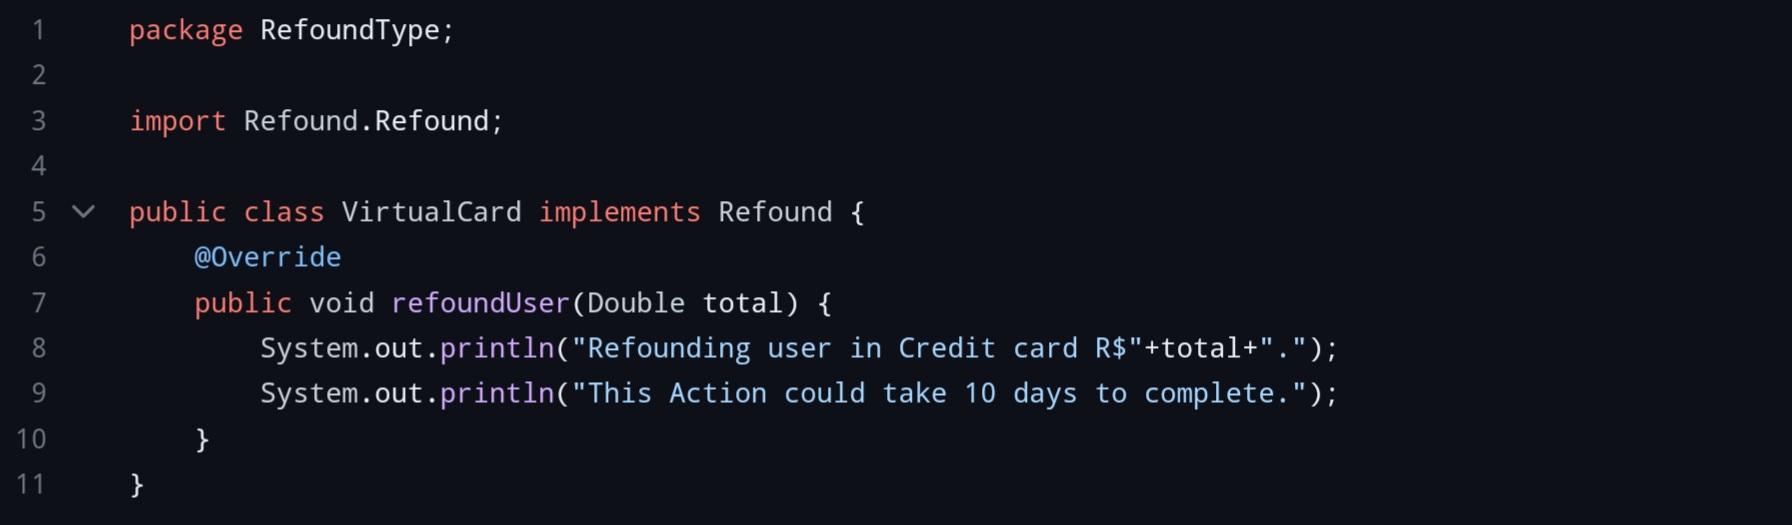 1 package RefoundType;
2
3 import Refound.Refound;
4
5 public class VirtualCard implements Refound {
6 @Override
7 public void refoundUser(Double total) {
8 System.out.println("Refounding user in Credit card R$"+total+".");
9 System.out.println("This Action could take 10 days to complete.");
10 }
11 }